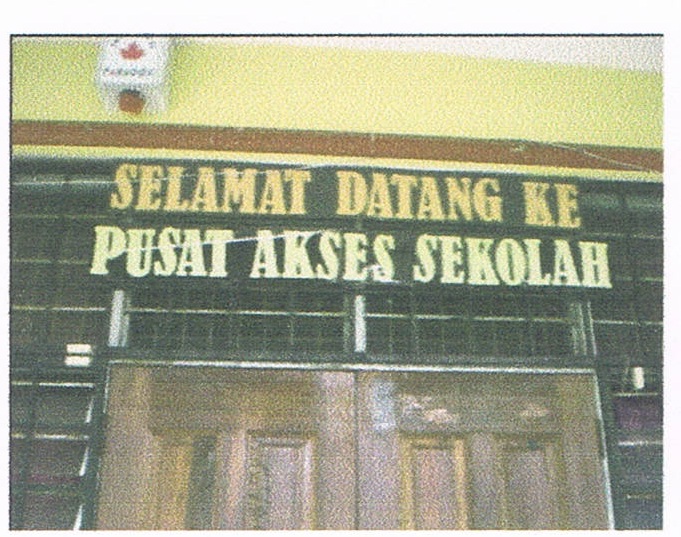 SELAMAT DATANG KE
PUSAT AKSES SEKOLAH